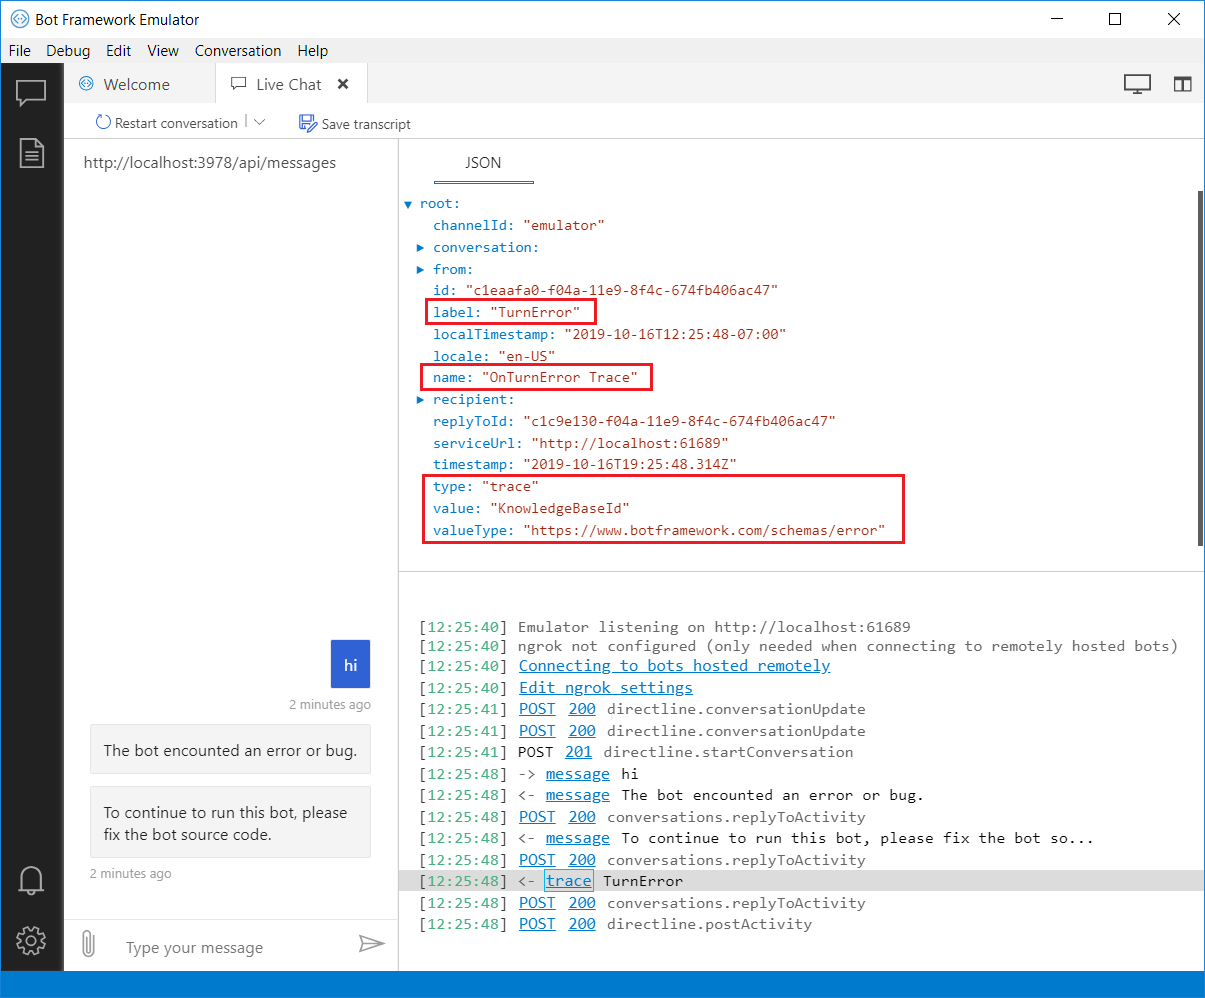 Bot Framework Emulator
File Debug Edit View Conversation Help
Welcome
Live Chat
Restart conversation
Save transcript
http://localhost:3978/api/messages
hi
2 minutes ago
The bot encounted an error or bug.
To continue to run this bot, please
fix the bot source code.
2 minutes ago
Type your message
JSON
root:
channelId: "emulator"
conversation:
from:
id: "c1eaafa0-f04a-11e9-8f4c-674fb406ac47"
label: "TurnError"
localTimestamp: "2019-10-16T12:25:48-07:00"
locale: "en-US"
name: "OnTurnError Trace"
recipient:
replyToId: "c1c9e130-f04a-11e9-8f4c-674fb406ac47"
serviceUrl: "http://localhost:61689"
timestamp: "2019-10-16T19:25:48.314Z"
type: "trace"
value: "KnowledgeBaseId"
valueType: "https://www.botframework.com/schemas/error"
[12:25:40] Emulator listening on http://localhost:61689
[12:25:40] ngrok not configured (only needed when connecting to remotely hosted bots)
[12:25:40] Connecting to bots hosted remotely
[12:25:40] Edit ngrok settings
[12:25:41] POST 200 directline.conversationUpdate
[12:25:41] POST 200 directline.conversationUpdate
[12:25:41] POST 201 directline.startConversation
[12:25:48] -> message hi
[12:25:48] <- message The bot encounted an error or bug.
[12:25:48] POST 200 conversations.replyToActivity
[12:25:48] <- message To continue to run this bot, please fix the bot so...
[12:25:48] POST 200 conversations.replyToActivity
[12:25:48] <- trace TurnError
[12:25:48] POST 200 conversations.replyToActivity
[12:25:48] POST 200 directline.postActivity